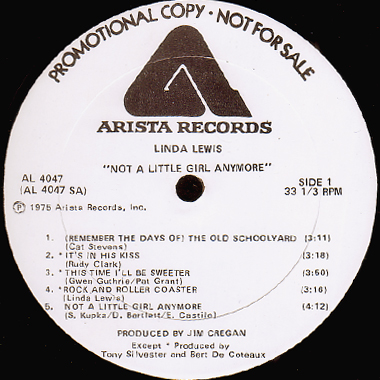 PROMOTIONAL COPY · NOT FOR SALE
ARISTA RECORDS
LINDA LEWIS
"NOT A LITTLE GIRL ANYMORE"
AL 4047
(AL 4047 SA)
SIDE 1
33 1/3 RPM
℗ 1975 Arista Records, Inc.
1. (REMEMBER THE DAYS OF) THE OLD SCHOOLYARD (3:11)
(Cat Stevens)
2. *IT'S IN HIS KISS (3:18)
(Rudy Clark)
3. *THIS TIME I'LL BE SWEETER (3:50)
(Gwen Guthrie/Pat Grant)
4. *ROCK AND ROLLER COASTER (3:16)
(Linda Lewis)
5. NOT A LITTLE GIRL ANYMORE (4:12)
(S. Kupka/D. Bartlett/E. Castillo)
PRODUCED BY JIM CREGAN
Except * Produced by
Tony Silvester and Bert De Coteaux